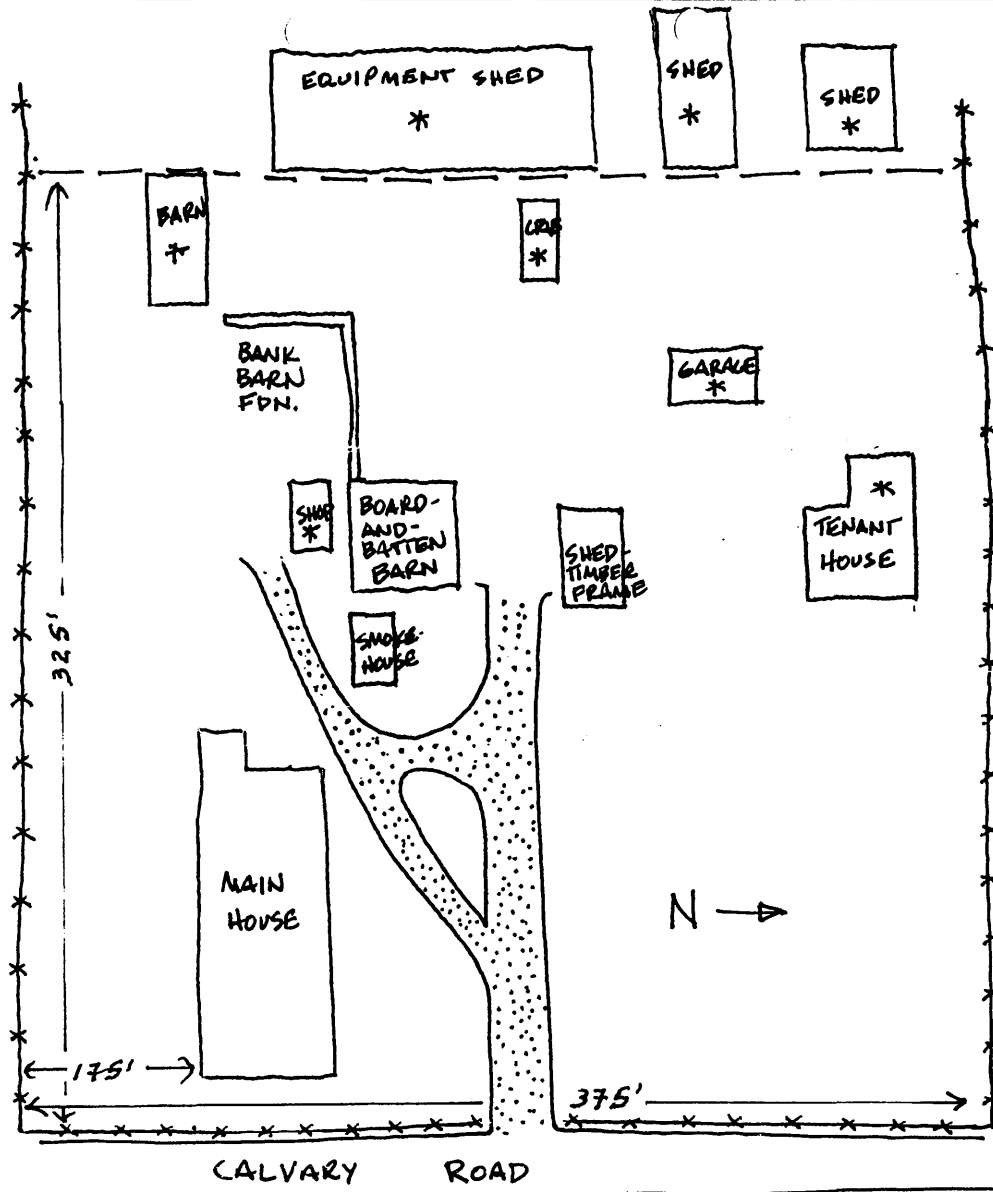 EQUIPMENT SHED
*
SHED
*
SHED
*
BARN
*
CRIB
*
BANK
BARN
FDN.
GARAGE
*
SHOP
*
BOARD-
AND-
BATTEN
BARN
SHED-
TIMBER
FRAME
*
TENANT
HOUSE
SMOKE-
HOUSE
325'
MAIN
HOUSE
N
175'
375'
CALVARY ROAD